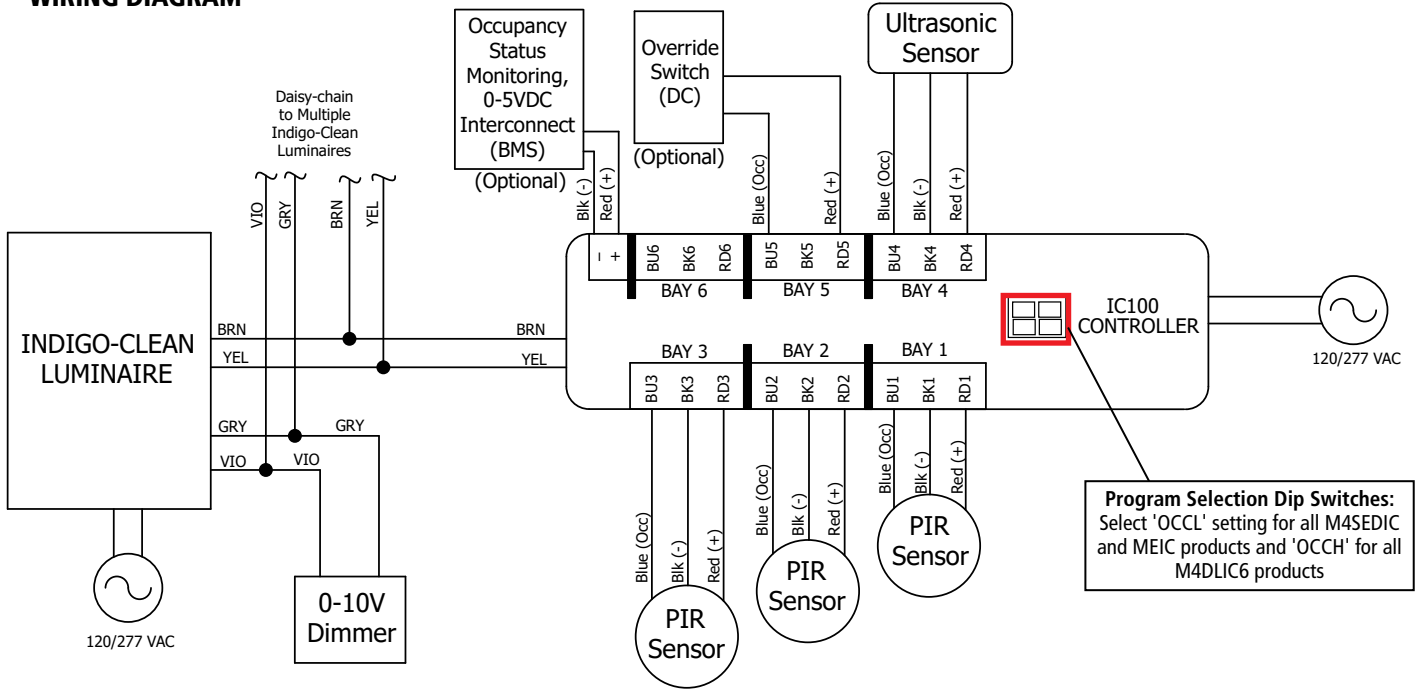 WIRING DIAGRAM
Occupancy
Status
Monitoring,
0-5VDC
Interconnect
(BMS)
(Optional)
Override
Switch
(DC)
(Optional)
Ultrasonic
Sensor
Daisy-chain
to Multiple
Indigo-Clean
Luminaires
VIO
GRY
BRN
YEL
Blk (-)
Red (+)
Blue (Occ)
Red (+)
Blue (Occ)
Blk (-)
Red (+)
– +
BU6
BK6
RD6
BU5
BK5
RD5
BU4
BK4
RD4
BAY 6
BAY 5
BAY 4
IC100
CONTROLLER
120/277 VAC
INDIGO-CLEAN
LUMINAIRE
BRN
BRN
YEL
YEL
GRY
GRY
VIO
VIO
BAY 3
BAY 2
BAY 1
BU3
BK3
RD3
BU2
BK2
RD2
BU1
BK1
RD1
Blue (Occ)
Blk (-)
Red (+)
Blue (Occ)
Blk (-)
Red (+)
Blue (Occ)
Blk (-)
Red (+)
PIR
Sensor
PIR
Sensor
PIR
Sensor
Program Selection Dip Switches:
Select 'OCCL' setting for all M4SEDIC
and MEIC products and 'OCCH' for all
M4DLIC6 products
0-10V
Dimmer
120/277 VAC